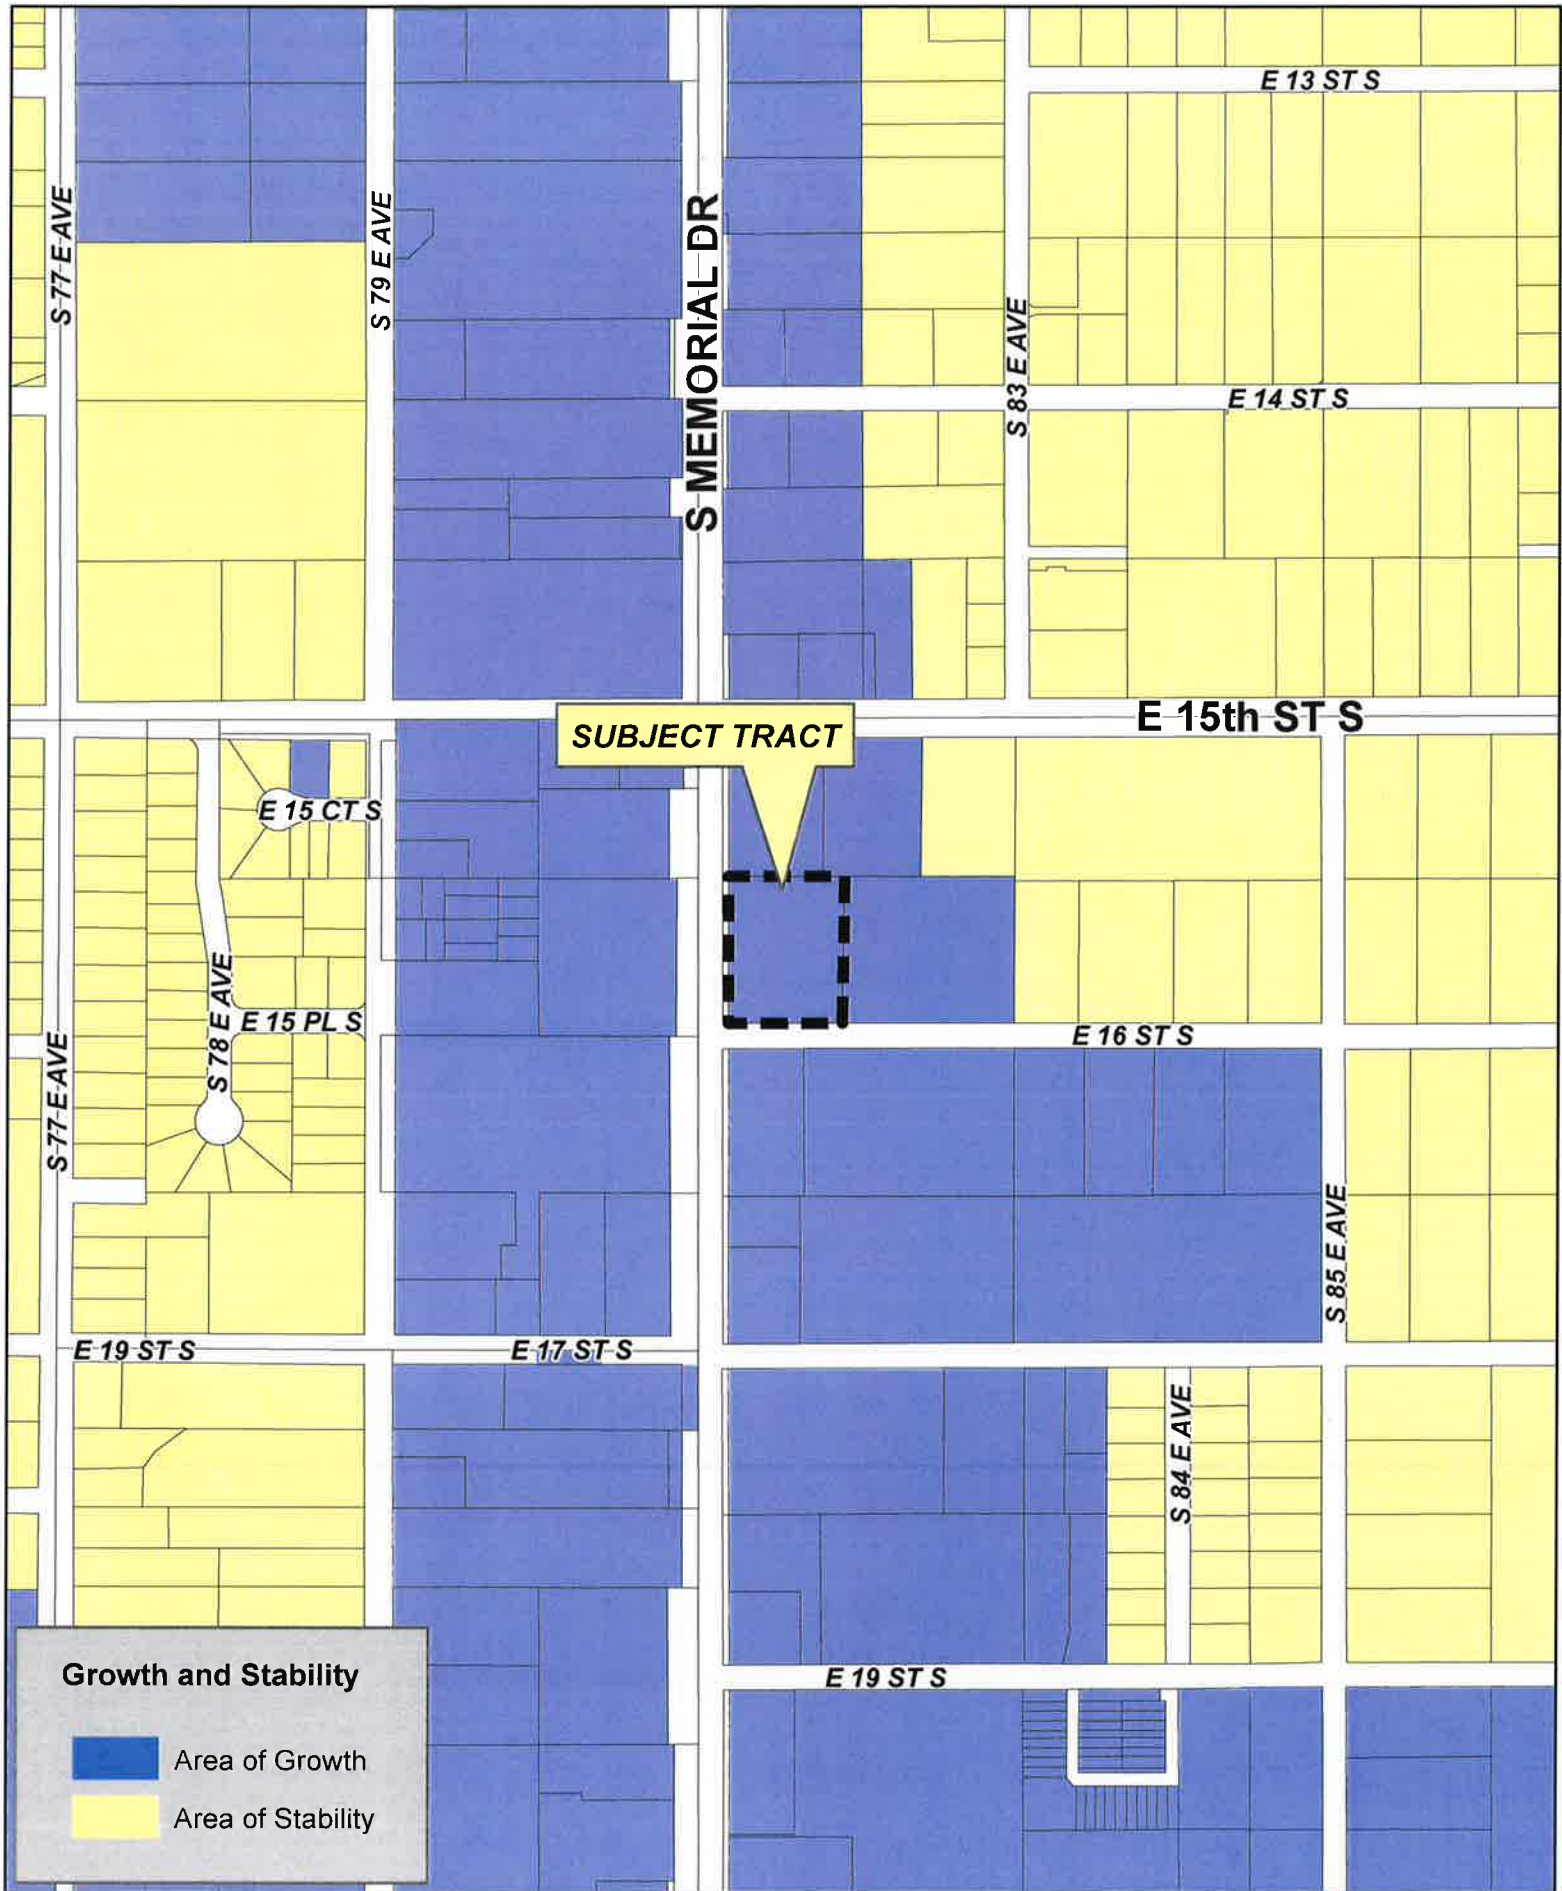 E 13 ST S
S 77 E AVE
S 79 E AVE
S MEMORIAL DR
S 83 E AVE
E 14 ST S
E 15th ST S
SUBJECT TRACT
E 15 CT S
S 78 E AVE
E 15 PL S
E 16 ST S
S 77 E AVE
S 85 E AVE
E 19 ST S
E 17 ST S
S 84 E AVE
E 19 ST S
Growth and Stability
Area of Growth
Area of Stability